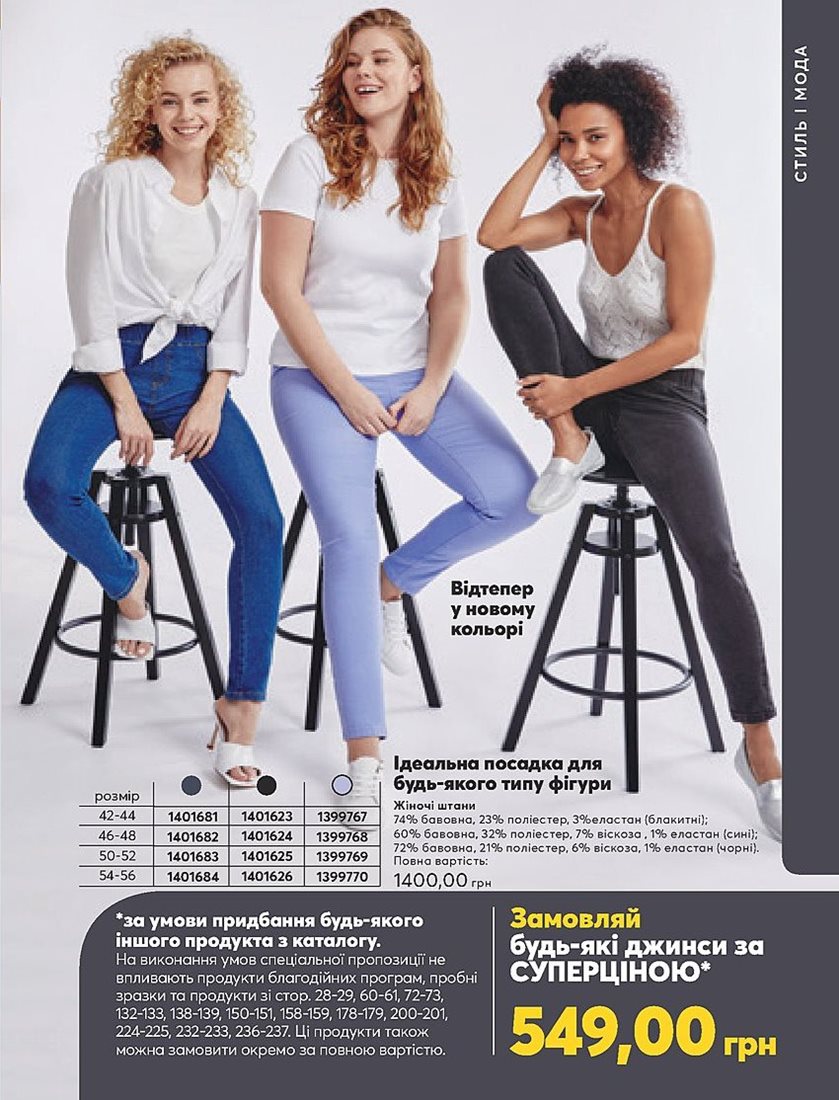 СТИЛЬ І МОДА
Відтепер
у новому
кольорі
Ідеальна посадка для
будь-якого типу фігури
Жіночі штани
74% бавовна, 23% поліестер, 3%еластан (блакитні);
60% бавовна, 32% поліестер, 7% віскоза , 1% еластан (сині);
72% бавовна, 21% поліестер, 6% віскоза, 1% еластан (чорні).
Повна вартість:
1400,00 грн
розмір
42-44 1401681 1401623 1399767
46-48 1401682 1401624 1399768
50-52 1401683 1401625 1399769
54-56 1401684 1401626 1399770
*за умови придбання будь-якого
іншого продукта з каталогу.
На виконання умов спеціальної пропозиції не
впливають продукти благодійних програм, пробні
зразки та продукти зі стор. 28-29, 60-61, 72-73,
132-133, 138-139, 150-151, 158-159, 178-179, 200-201,
224-225, 232-233, 236-237. Ці продукти також
можна замовити окремо за повною вартістю.
Замовляй
будь-які джинси за
СУПЕРЦІНОЮ*
549,00 грн